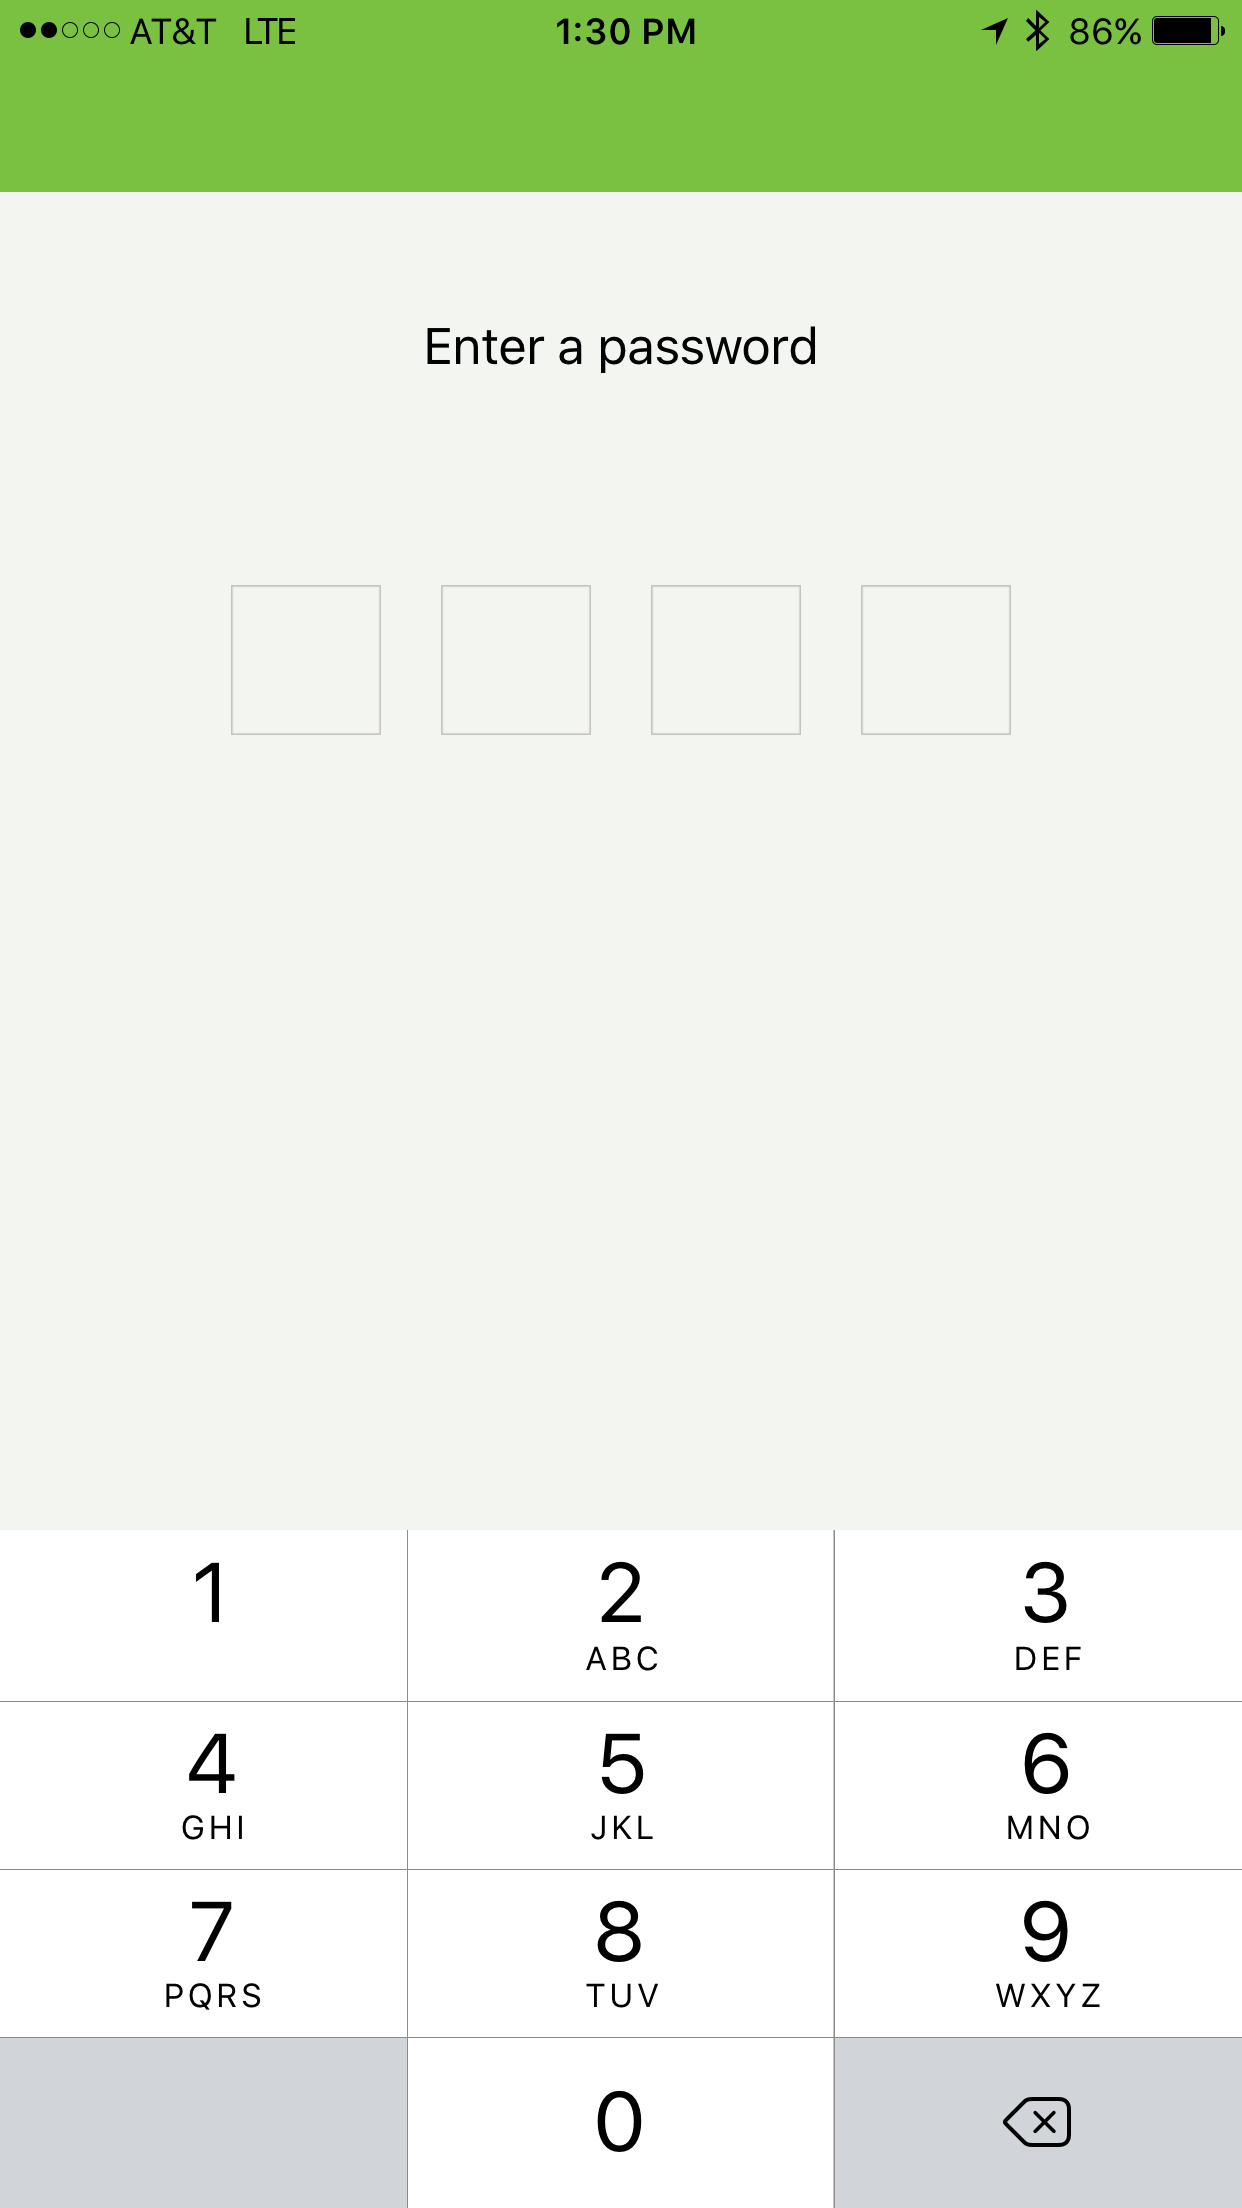 AT&T LTE 1:30 PM 86%
Enter a password
1 2 3
ABC DEF
4 5 6
GHI JKL MNO
7 8 9
PQRS TUV WXYZ
0